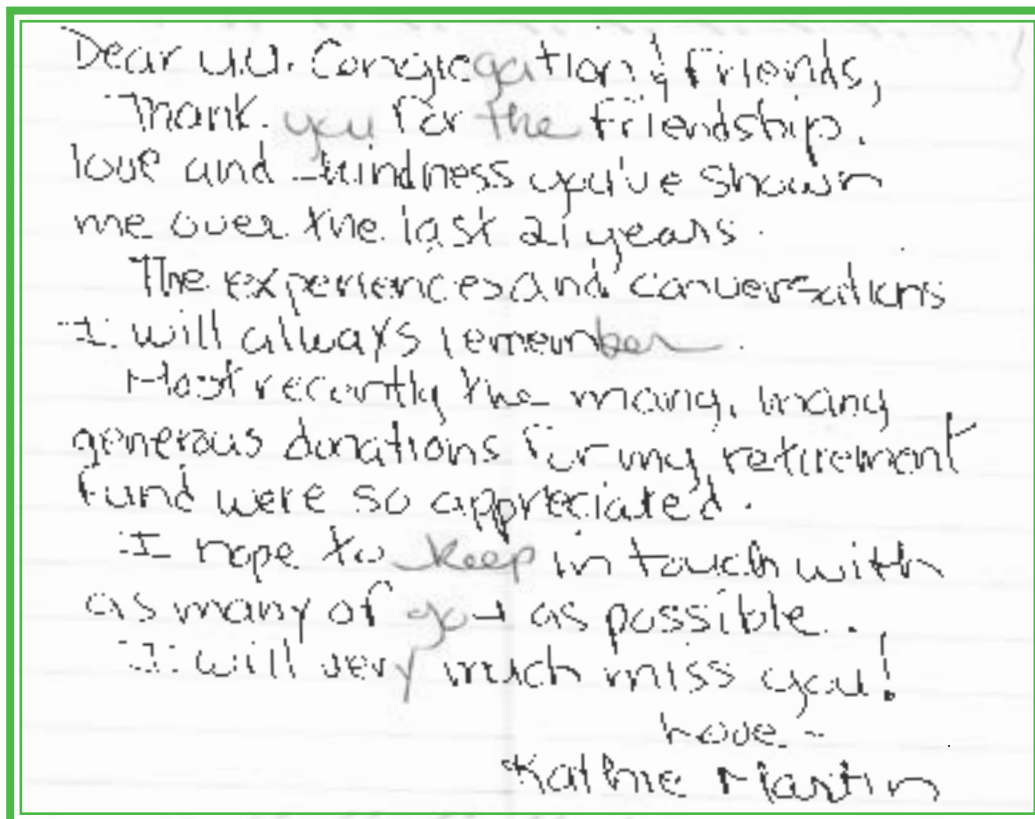 Dear U.U. Congregation & Friends,
Thank you for the friendship,
love and kindness you've shown
me over the last 21 years.
The experiences and conversations
I will always remember.
Most recently the many, many
generous donations for my retirement
fund were so appreciated.
I hope to keep in touch with
as many of you as possible.
I will very much miss you!
Love -
Kathie Martin